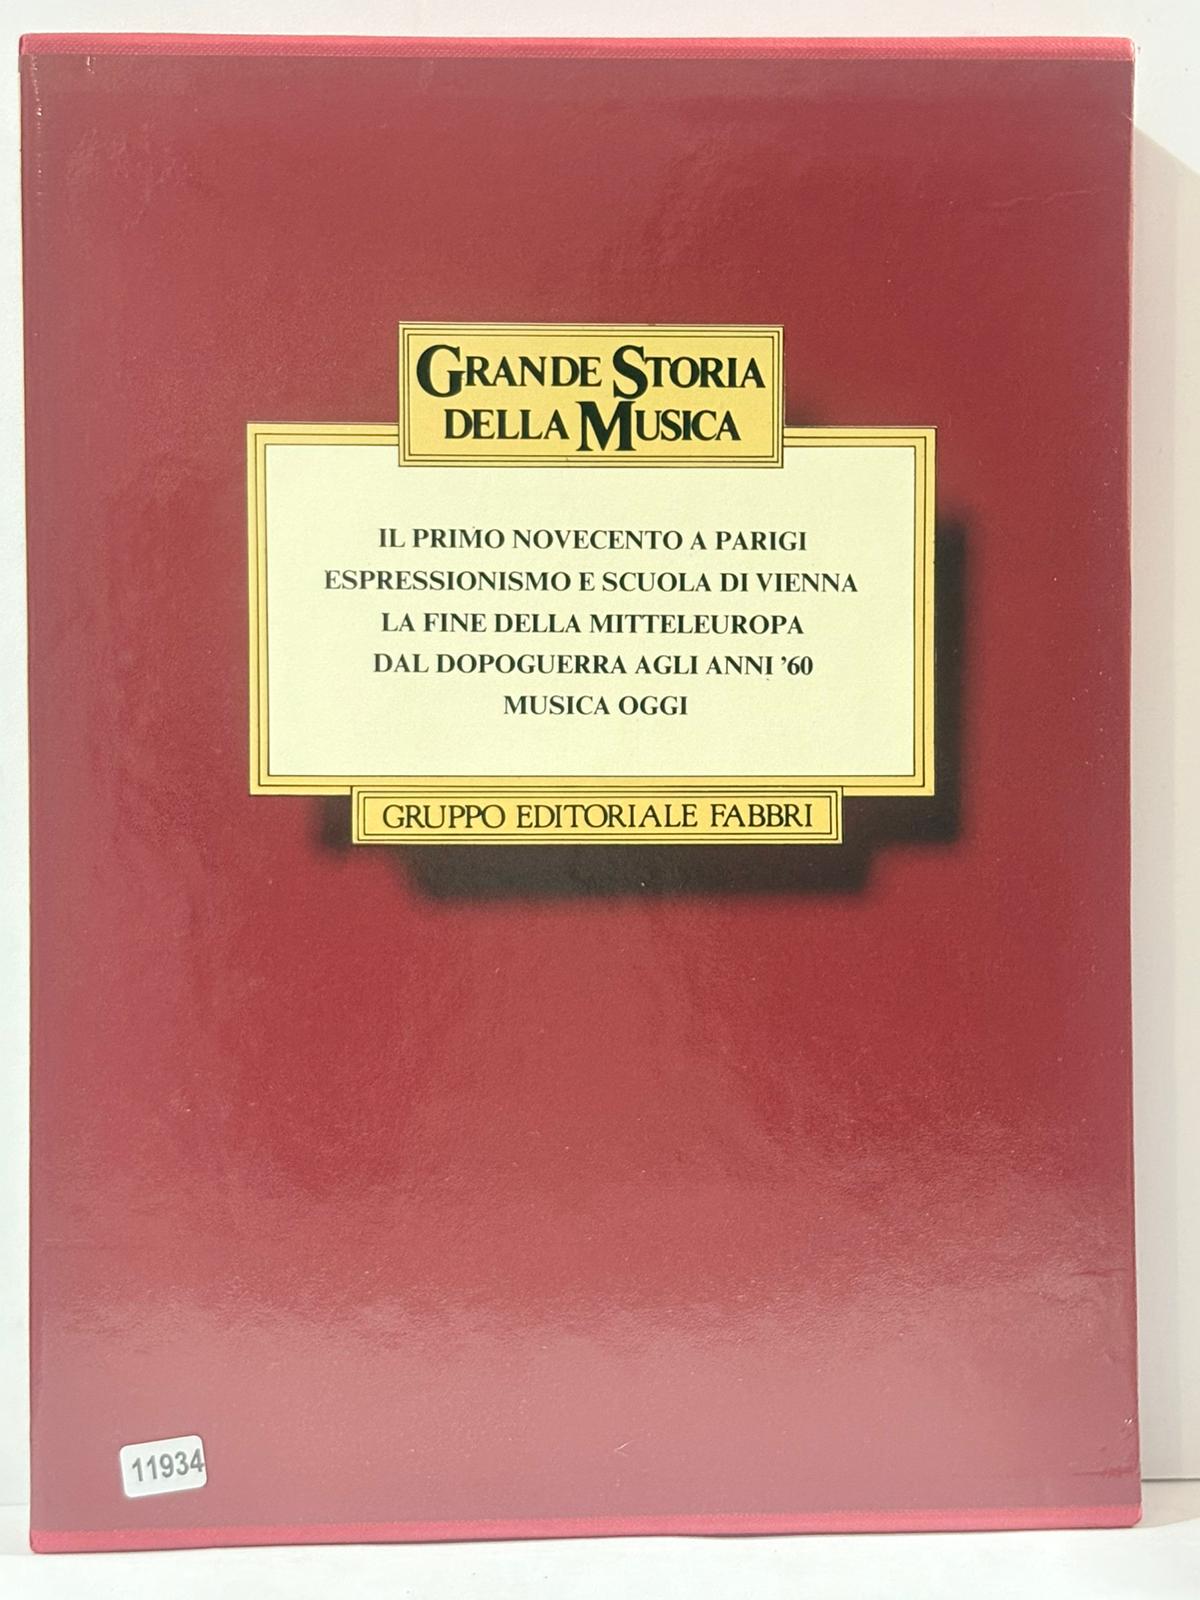 GRANDE STORIA
DELLA MUSICA
IL PRIMO NOVECENTO A PARIGI
ESPRESSIONISMO E SCUOLA DI VIENNA
LA FINE DELLA MITTELEUROPA
DAL DOPOGUERRA AGLI ANNI ’60
MUSICA OGGI
GRUPPO EDITORIALE FABBRI
11934